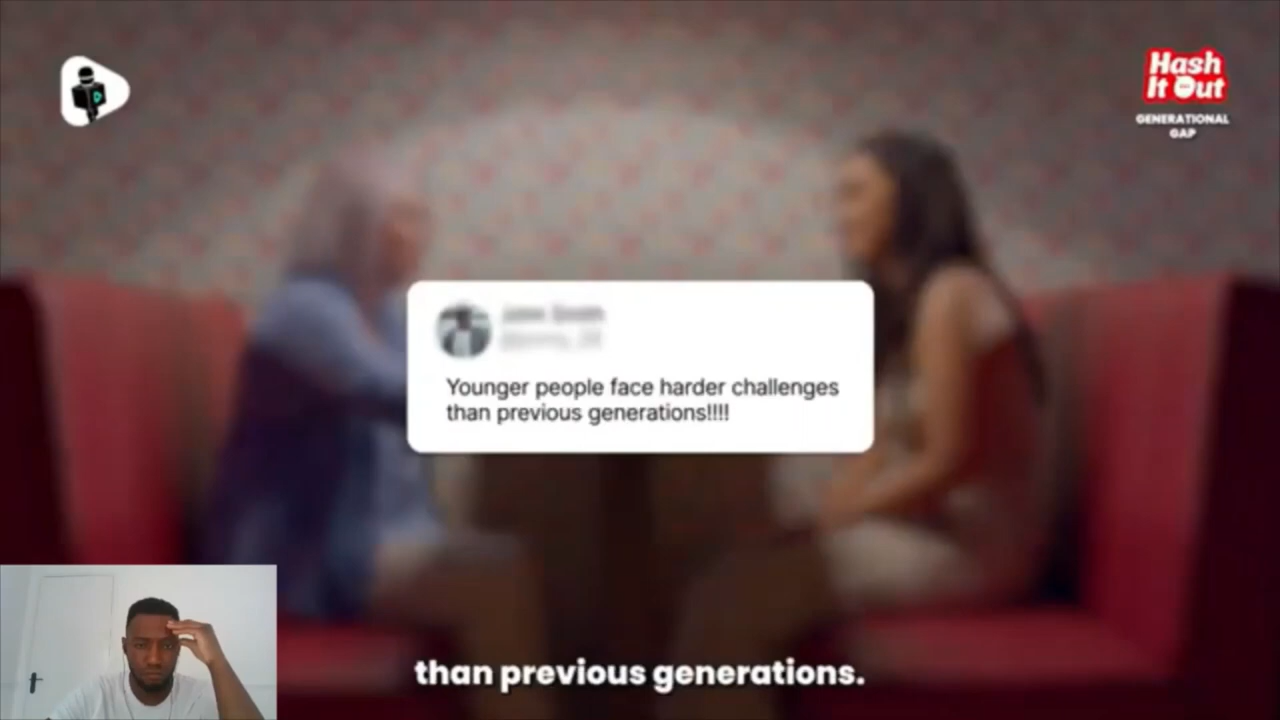 Hash
It Out
GENERATIONAL
GAP
Younger people face harder challenges
than previous generations!!!!
than previous generations.